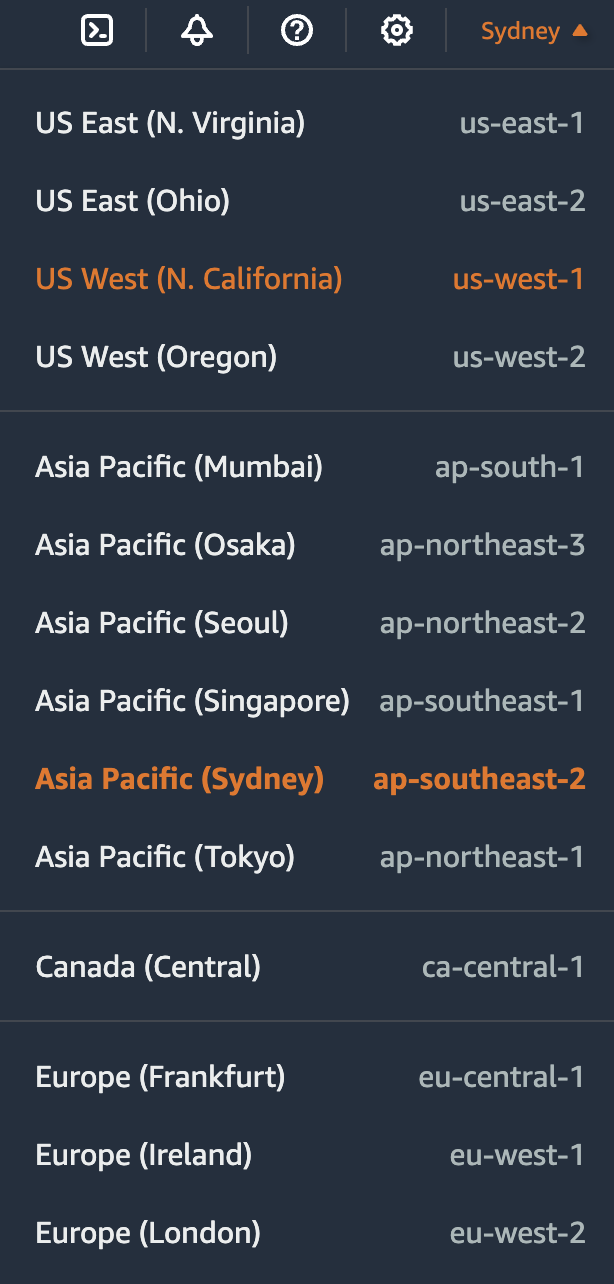 Sydney
US East (N. Virginia) us-east-1
US East (Ohio) us-east-2
US West (N. California) us-west-1
US West (Oregon) us-west-2
Asia Pacific (Mumbai) ap-south-1
Asia Pacific (Osaka) ap-northeast-3
Asia Pacific (Seoul) ap-northeast-2
Asia Pacific (Singapore) ap-southeast-1
Asia Pacific (Sydney) ap-southeast-2
Asia Pacific (Tokyo) ap-northeast-1
Canada (Central) ca-central-1
Europe (Frankfurt) eu-central-1
Europe (Ireland) eu-west-1
Europe (London) eu-west-2